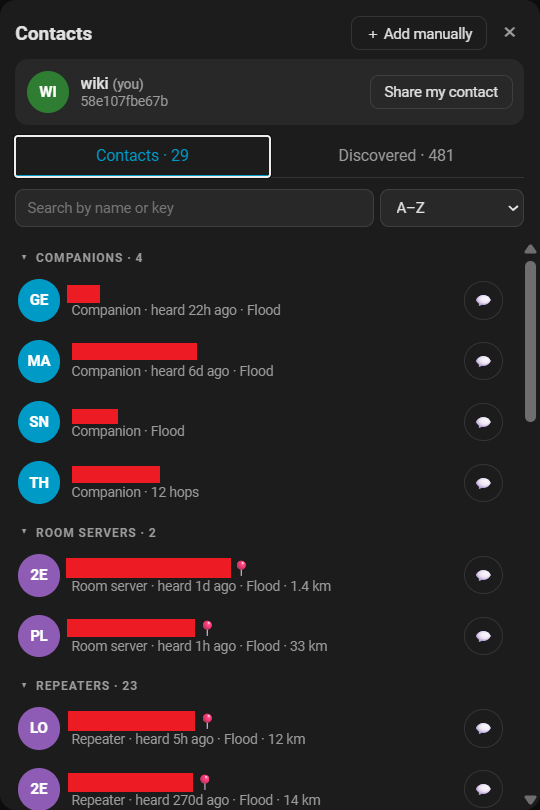 Contacts
+ Add manually
×
WI
wiki (you)
58e107fbe67b
Share my contact
Contacts · 29
Discovered · 481
Search by name or key
A–Z
COMPANIONS · 4
GE
Companion · heard 22h ago · Flood
MA
Companion · heard 6d ago · Flood
SN
Companion · Flood
TH
Companion · 12 hops
ROOM SERVERS · 2
2E
Room server · heard 1d ago · Flood · 1.4 km
PL
Room server · heard 1h ago · Flood · 33 km
REPEATERS · 23
LO
Repeater · heard 5h ago · Flood · 12 km
2E
Repeater · heard 270d ago · Flood · 14 km